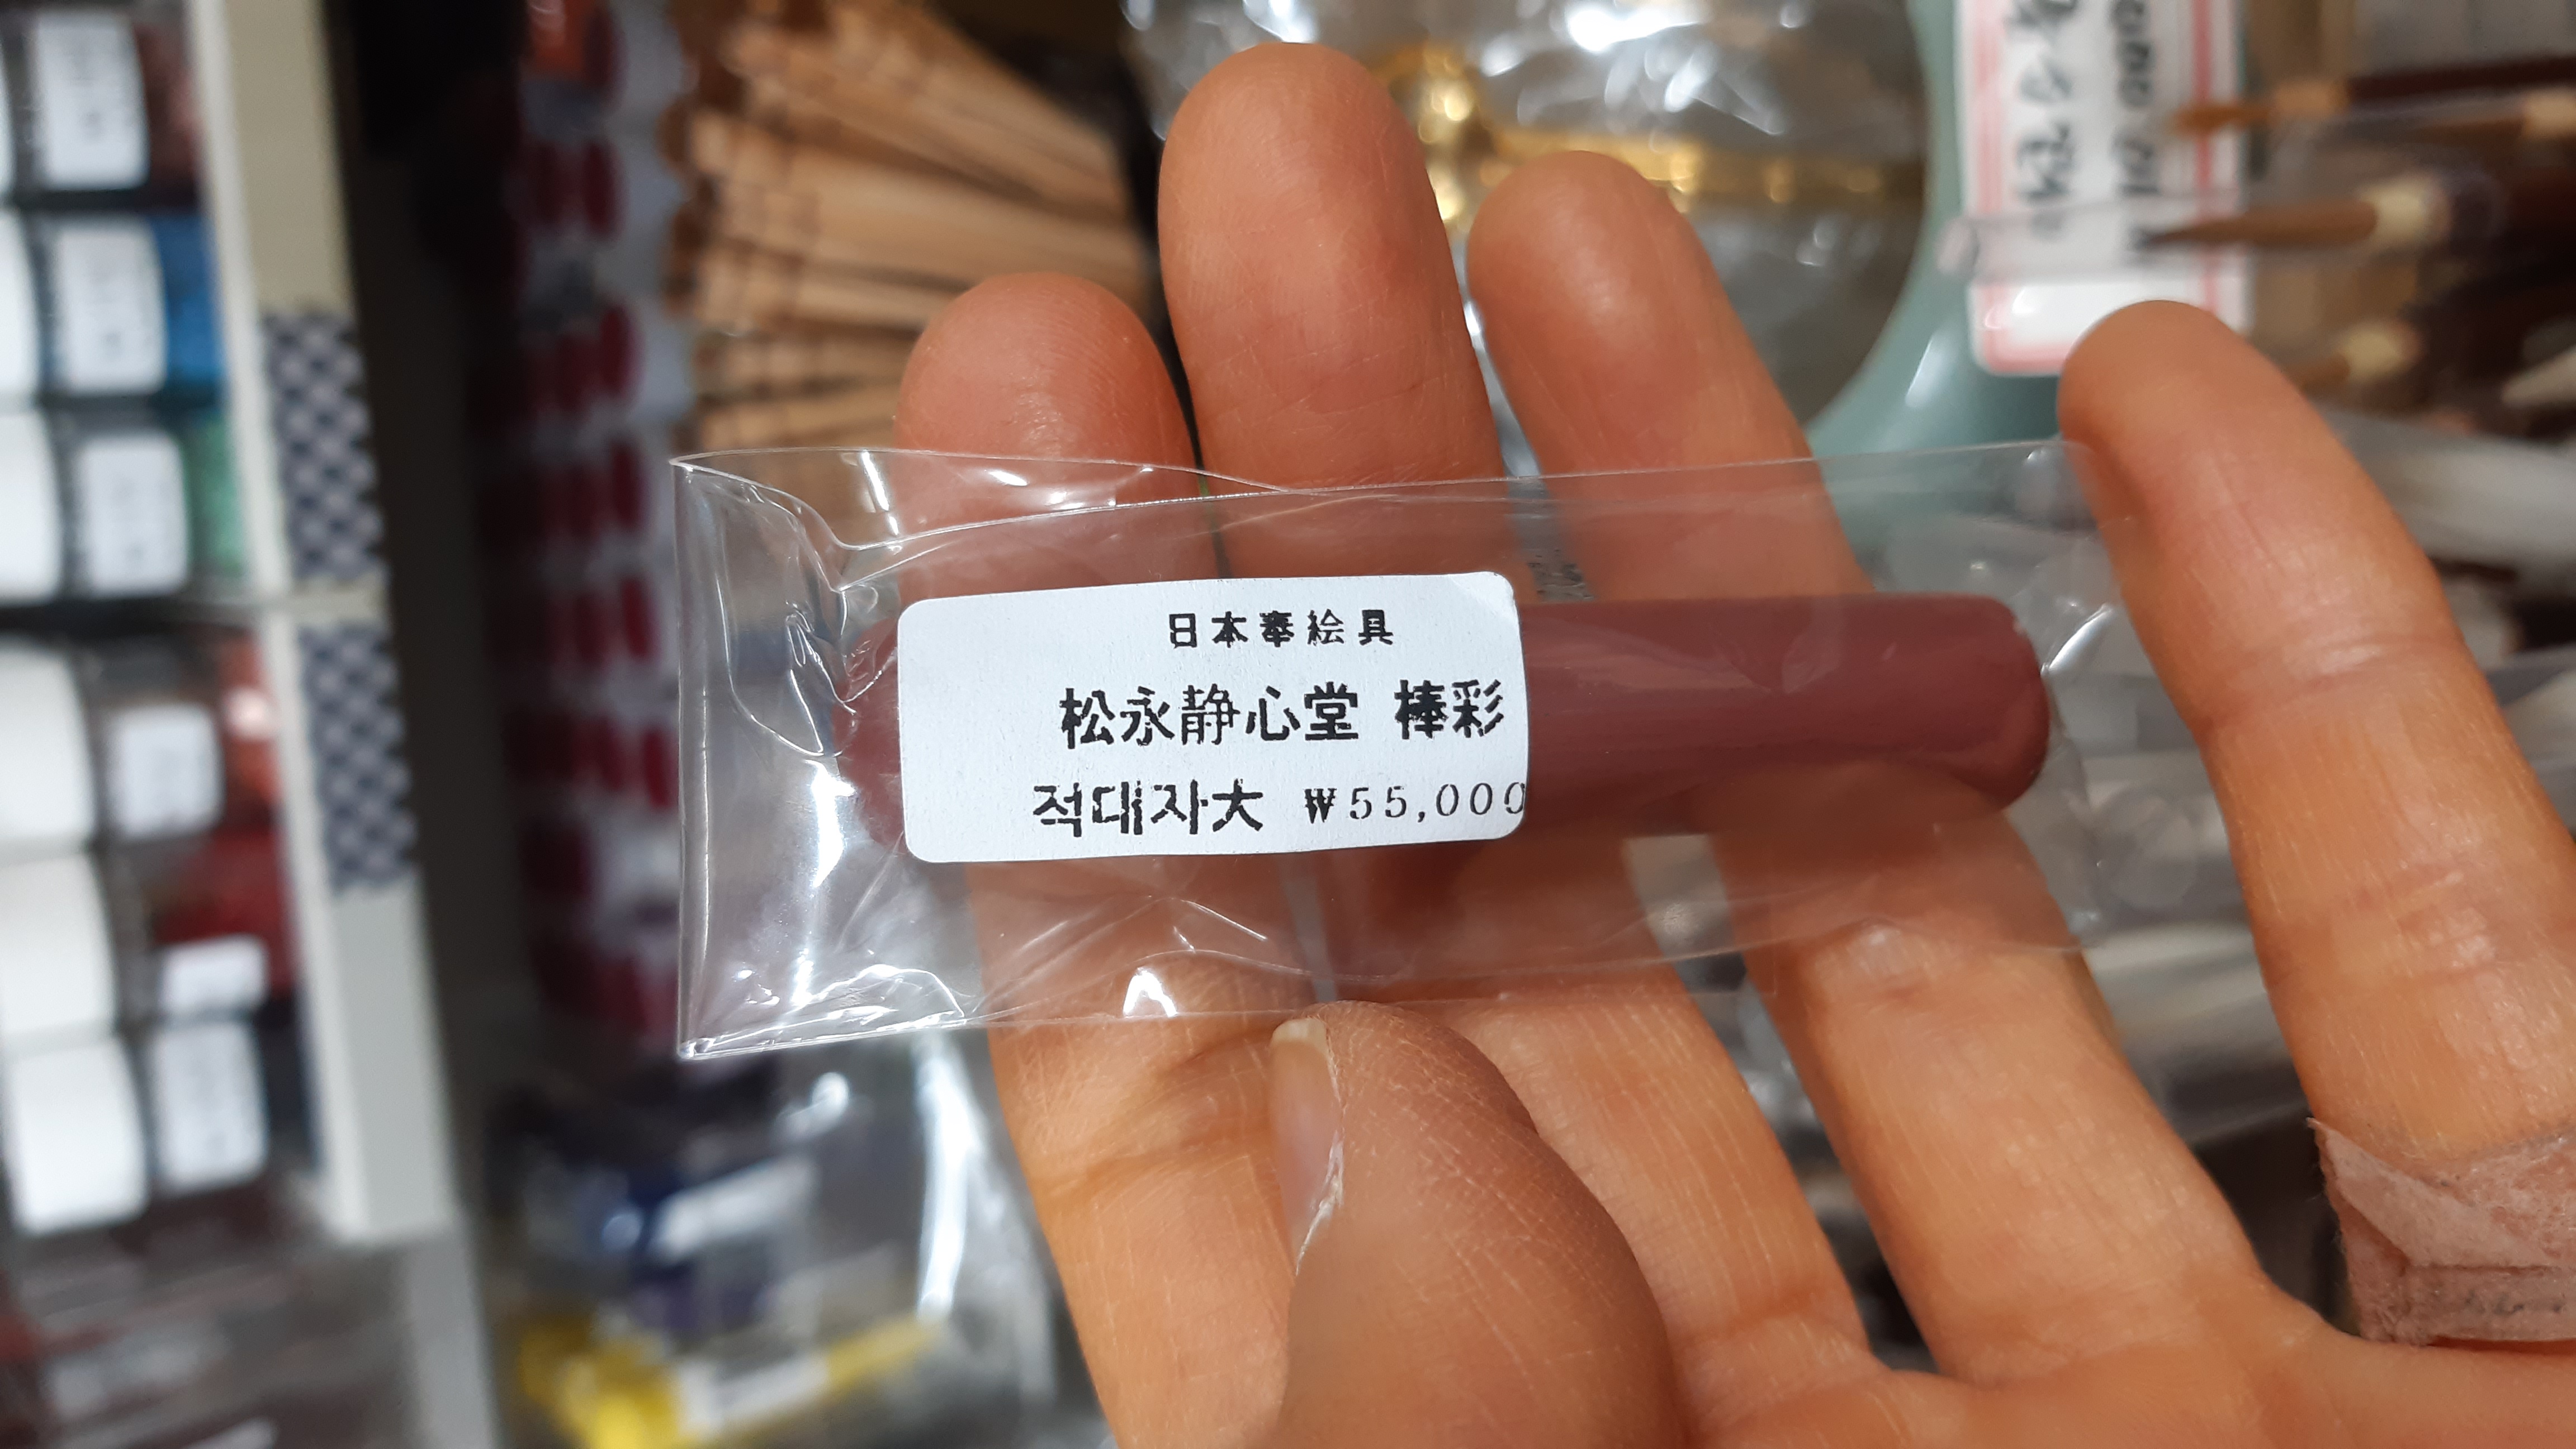 日本奉絵具
松永静心堂 棒彩
적대자大 ₩55,000